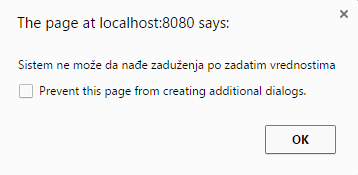 The page at localhost:8080 says:
Sistem ne može da nađe zaduženja po zadatim vrednostima
Prevent this page from creating additional dialogs.
OK